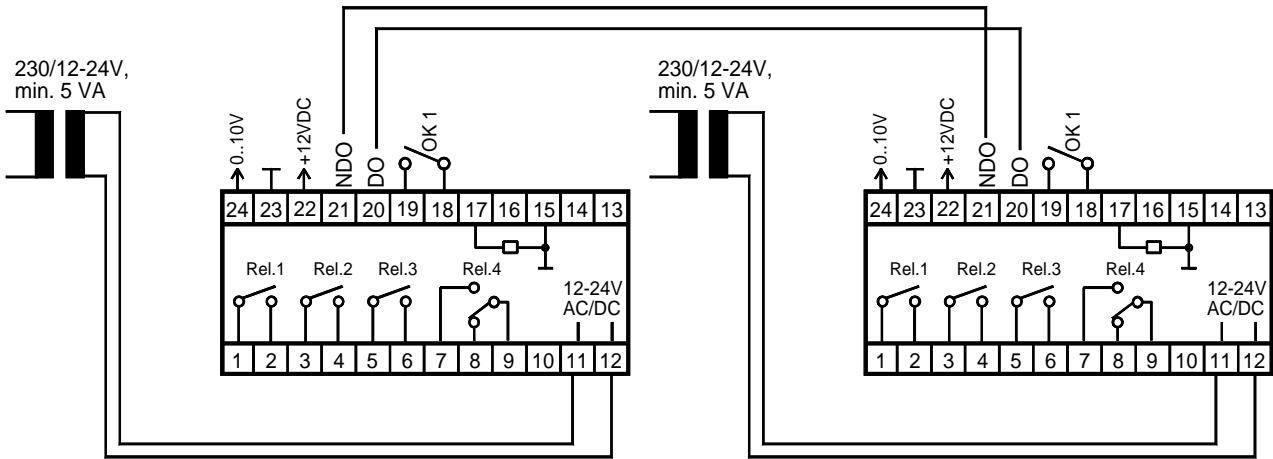 230/12-24V,
min. 5 VA
0..10V
+12VDC
NDO
DO
OK 1
24 23 22 21 20 19 18 17 16 15 14 13
Rel.1 Rel.2 Rel.3 Rel.4
12-24V
AC/DC
1 2 3 4 5 6 7 8 9 10 11 12
230/12-24V,
min. 5 VA
0..10V
+12VDC
NDO
DO
OK 1
24 23 22 21 20 19 18 17 16 15 14 13
Rel.1 Rel.2 Rel.3 Rel.4
12-24V
AC/DC
1 2 3 4 5 6 7 8 9 10 11 12